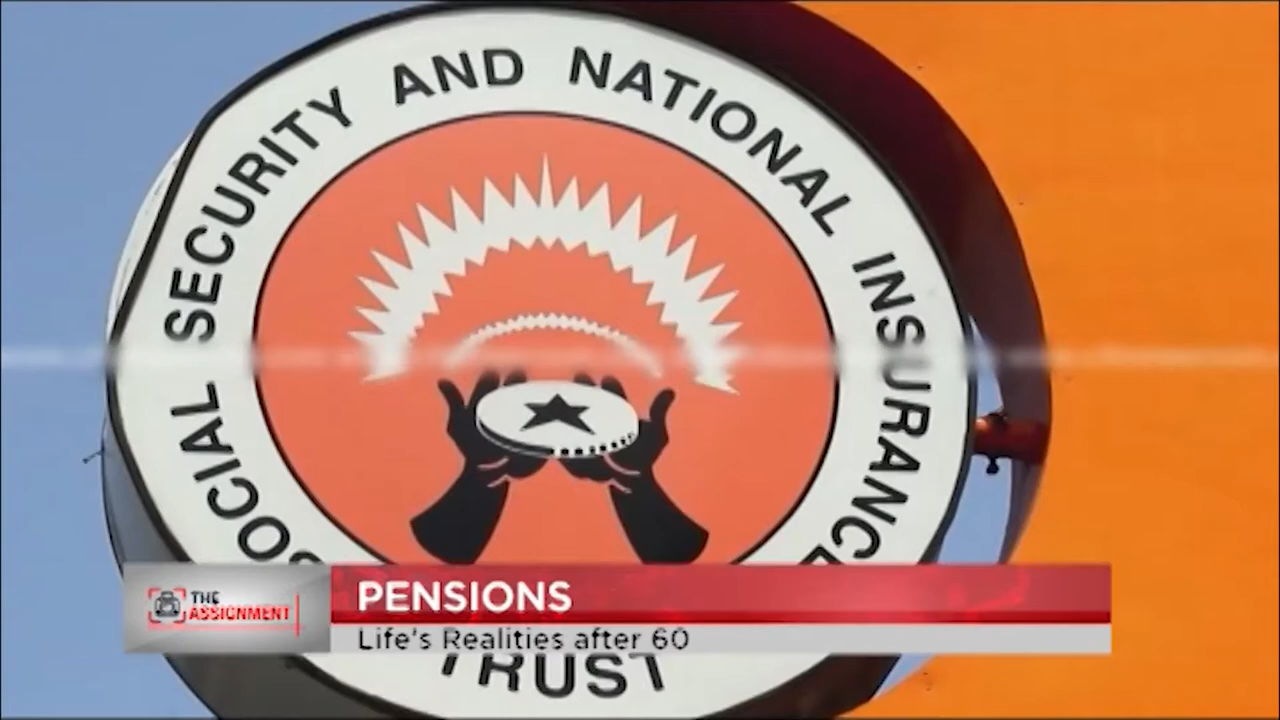 SOCIAL SECURITY AND NATIONAL INSURANCE
TRUST
THE
ASSIGNMENT
PENSIONS
Life's Realities after 60